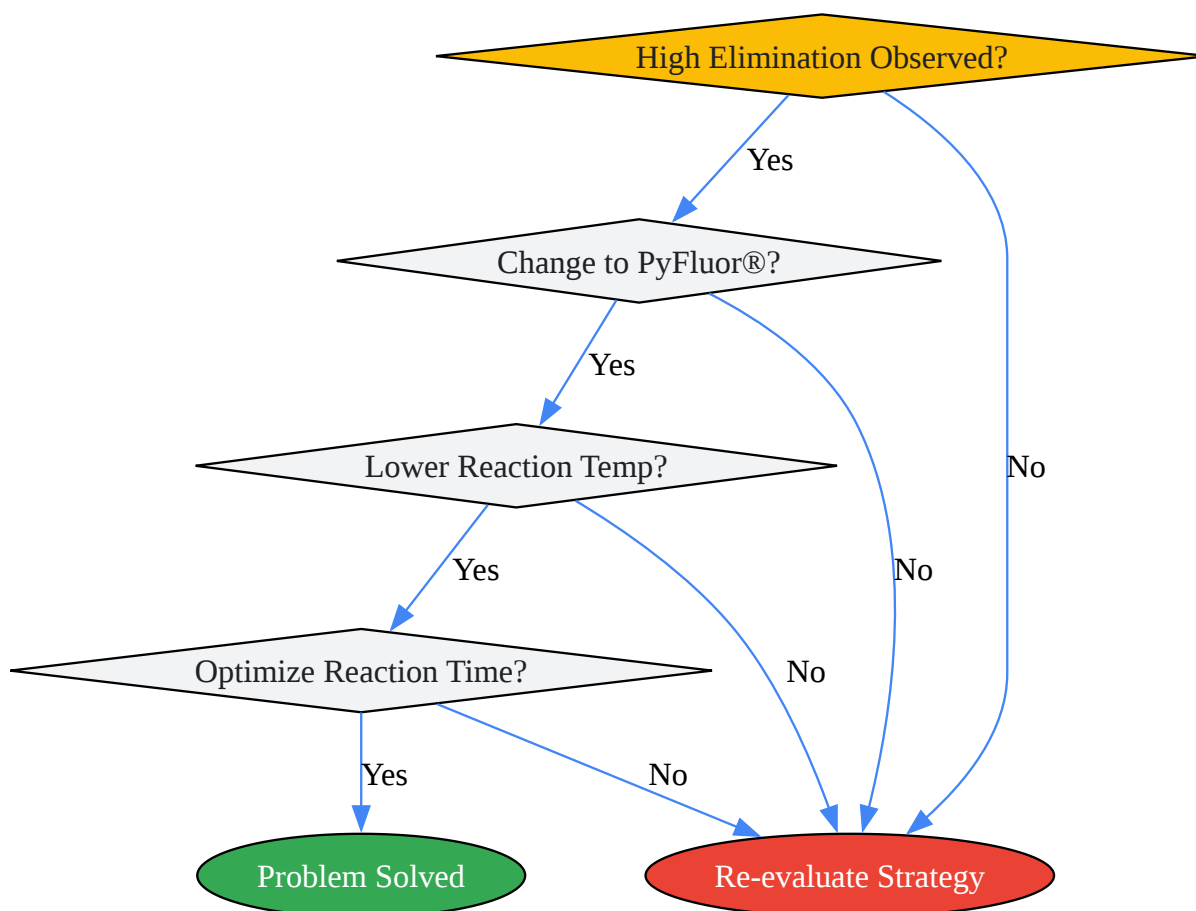 High Elimination Observed?
Yes
Change to PyFluor®?
Yes
Lower Reaction Temp?
No
Yes
No
Optimize Reaction Time?
No
Yes
No
Problem Solved
Re-evaluate Strategy